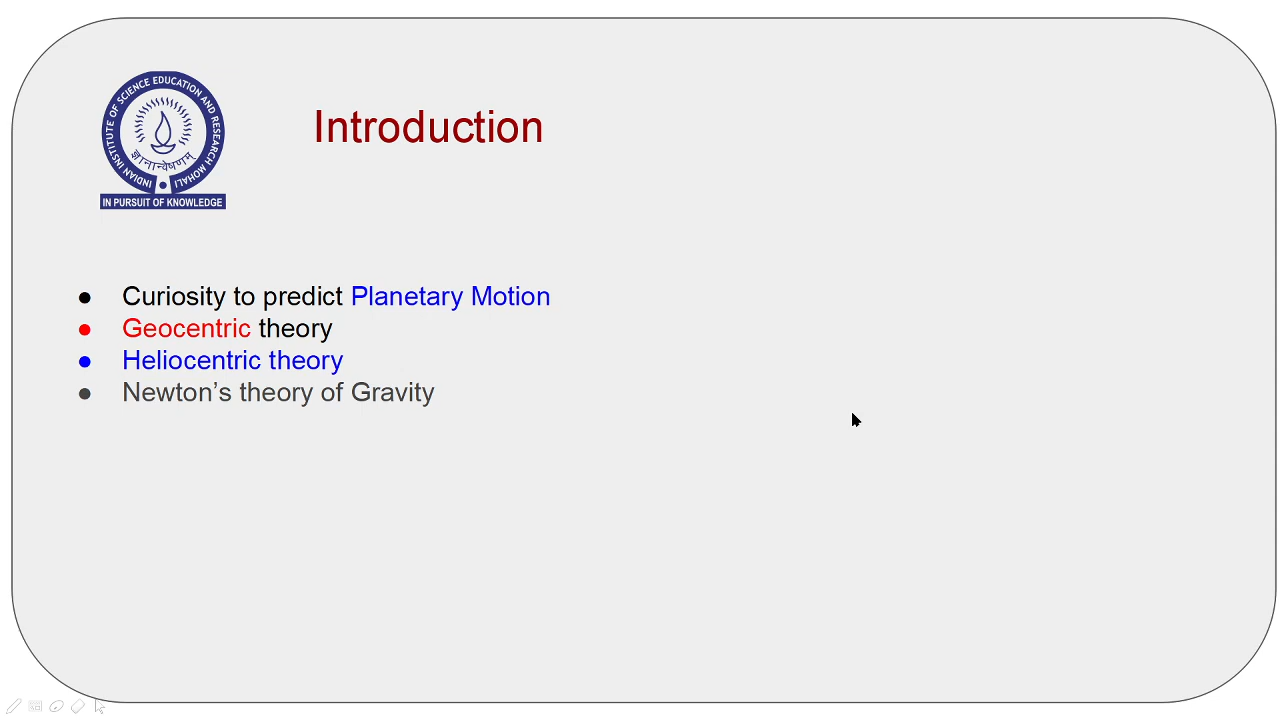 INDIAN INSTITUTE OF SCIENCE EDUCATION AND RESEARCH MOHALI
ज्ञानान्वेषणम्
IN PURSUIT OF KNOWLEDGE
Introduction
● Curiosity to predict Planetary Motion
● Geocentric theory
● Heliocentric theory
● Newton’s theory of Gravity